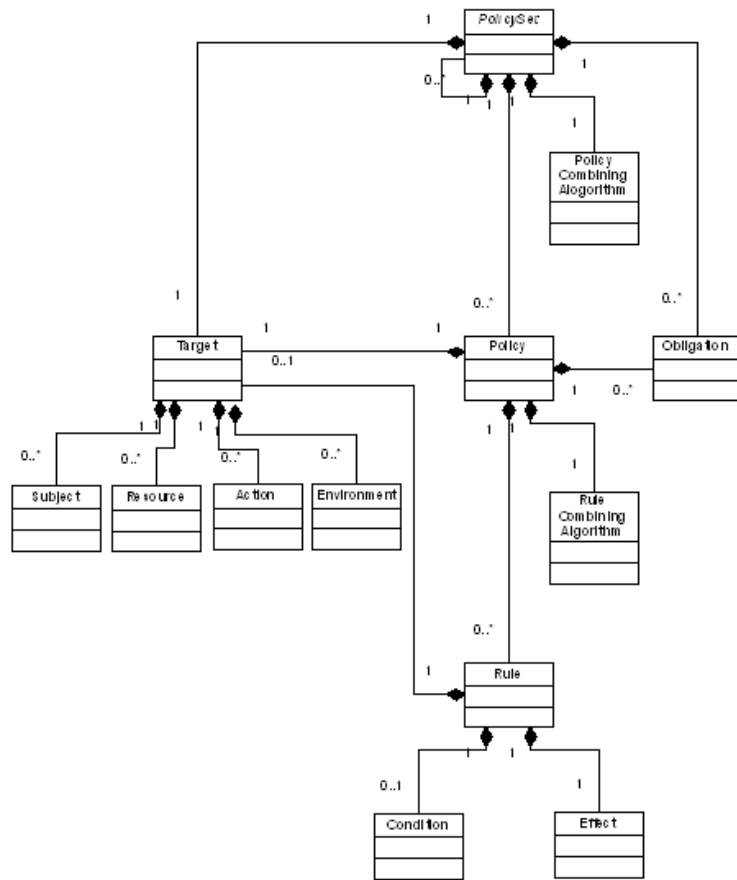 1
PolicySet
1
0..*
1
1
1
1
Policy
Combining
Alogorithm
1
0..*
0..*
1
1
Target
0..1
Policy
Obligation
1
0..*
1
1
1
1
1
1
0..*
0..*
0..*
0..*
1
Subject
Resource
Action
Environment
Rule
Combining
Algorithm
0..*
1
Rule
1
1
0..1
1
Condition
Effect